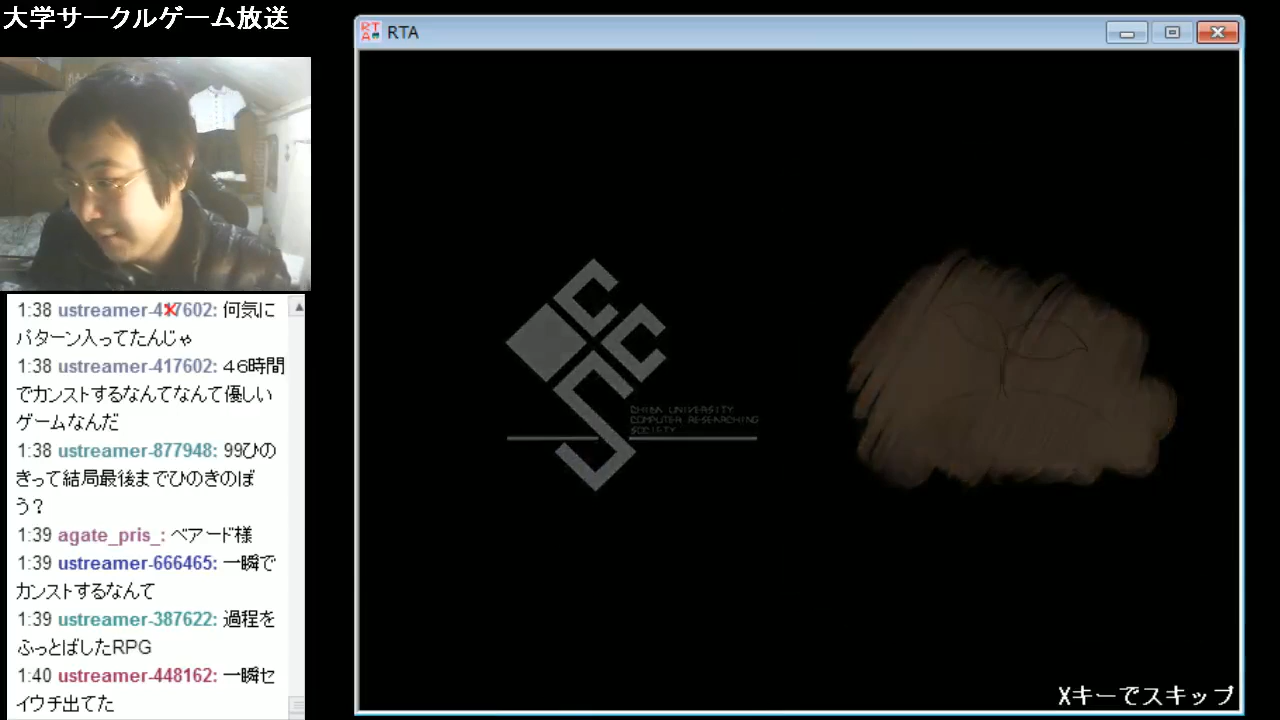 大学サークルゲーム放送
RTA
1:38 ustreamer-417602: 何気に
パターン入ってたんじゃ
1:38 ustreamer-417602: 46時間
でカンストするなんてなんて優しい
ゲームなんだ
1:38 ustreamer-877948: 99ひの
きって結局最後までひのきのぼ
う？
1:39 agate_pris_: ベアード様
1:39 ustreamer-666465: 一瞬で
カンストするなんて
1:39 ustreamer-387622: 過程を
ふっとばしたRPG
1:40 ustreamer-448162: 一瞬セ
イウチ出てた
CCS
CHIBA UNIVERSITY
COMPUTER RESEARCHING
SOCIETY
Xキーでスキップ